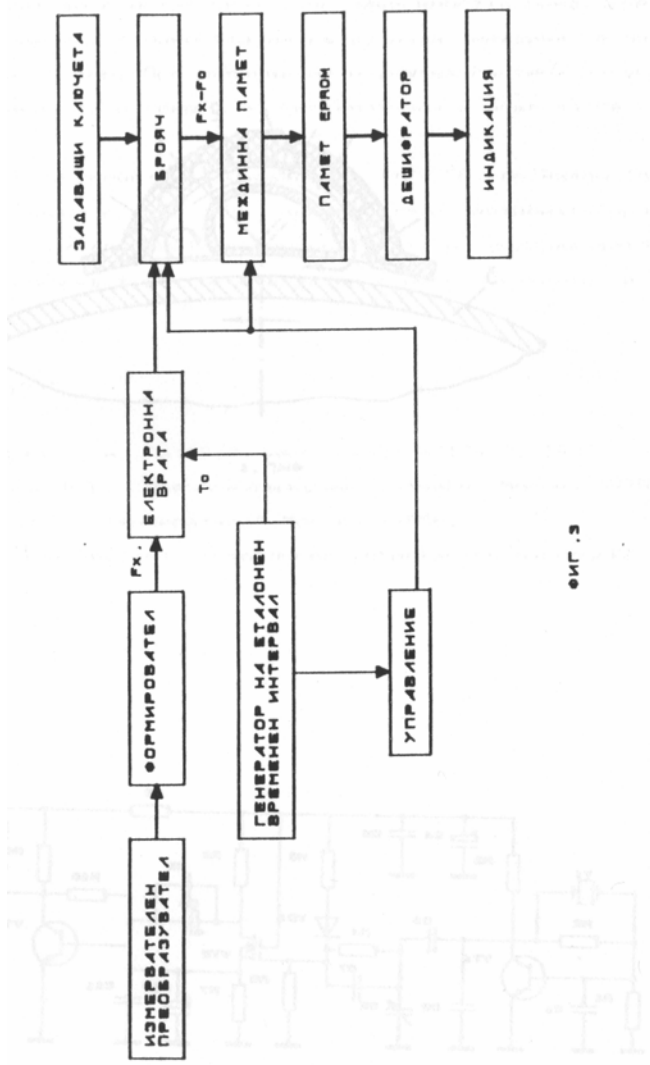 ИЗМЕРВАТЕЛЕН
ПРЕОБРАЗУВАТЕЛ
ФОРМИРОВАТЕЛ
Fx.
ЕЛЕКТРОННА
ВРАТА
To
ГЕНЕРАТОР НА ЕТАЛОНЕН
ВРЕМЕНЕН ИНТЕРВАЛ
УПРАВЛЕНИЕ
ЗАДАВАЩИ КЛЮЧЕТА
БРОЯЧ
Fx-Fo
МЕЖДИННА ПАМЕТ
ПАМЕТ EPROM
ДЕШИФРАТОР
ИНДИКАЦИЯ
ФИГ.3